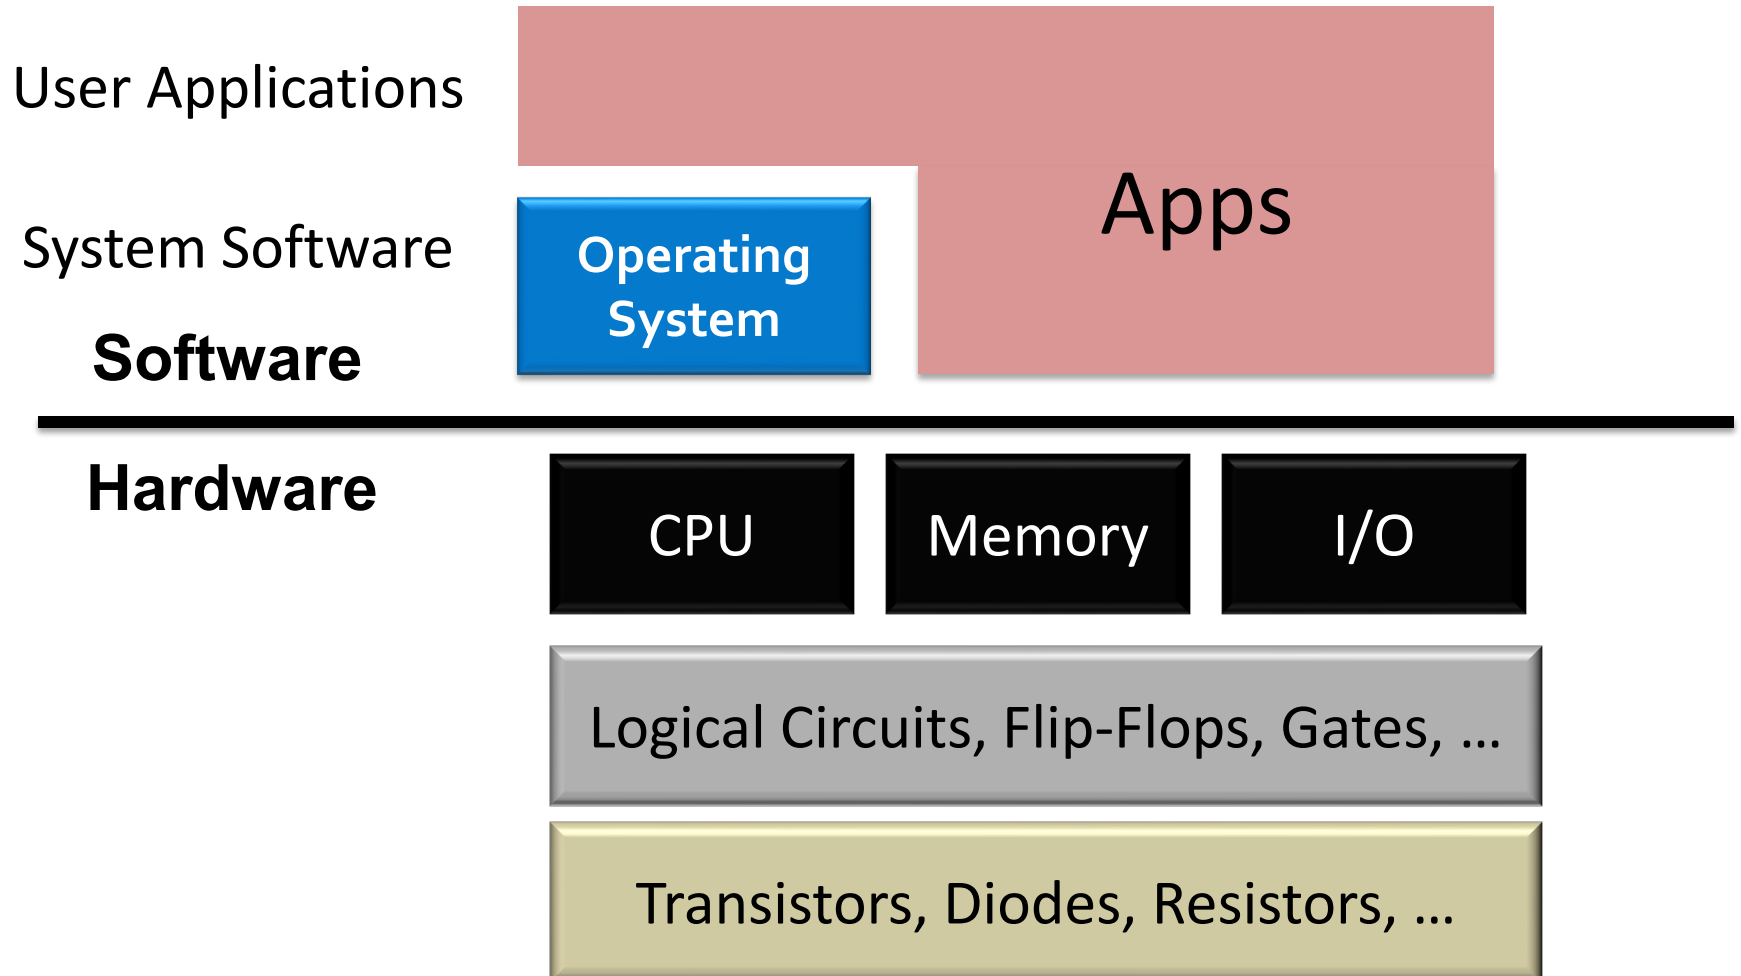 User Applications
Apps
System Software
Operating
System
Software
Hardware
CPU
Memory
I/O
Logical Circuits, Flip-Flops, Gates, ...
Transistors, Diodes, Resistors, ...